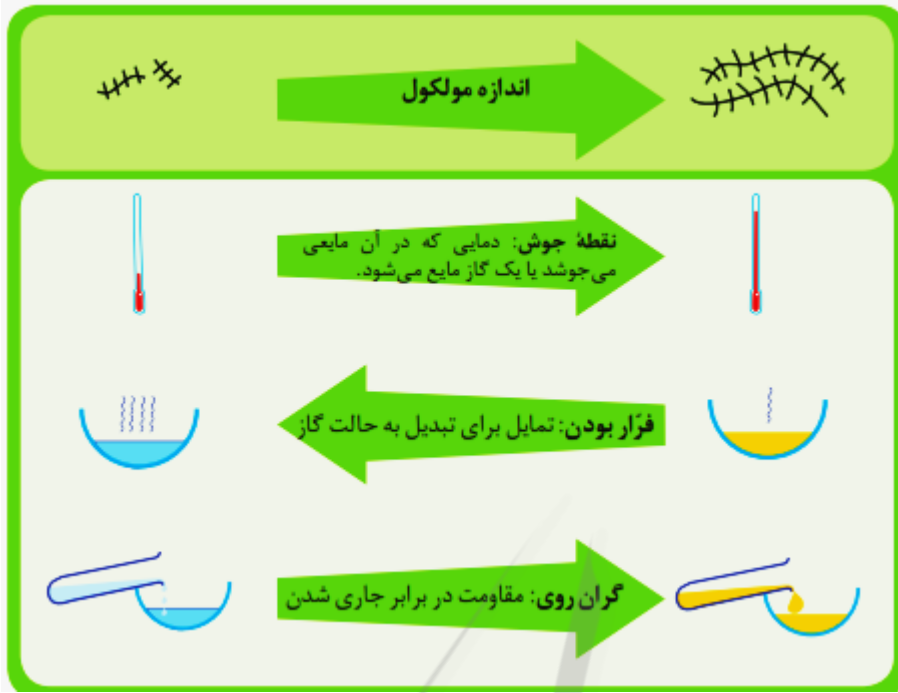 اندازه مولکول
نقطهٔ جوش: دمایی که در آن مایعی
می‌جوشد یا یک گاز مایع می‌شود.
فرّار بودن: تمایل برای تبدیل به حالت گاز
گران روی: مقاومت در برابر جاری شدن